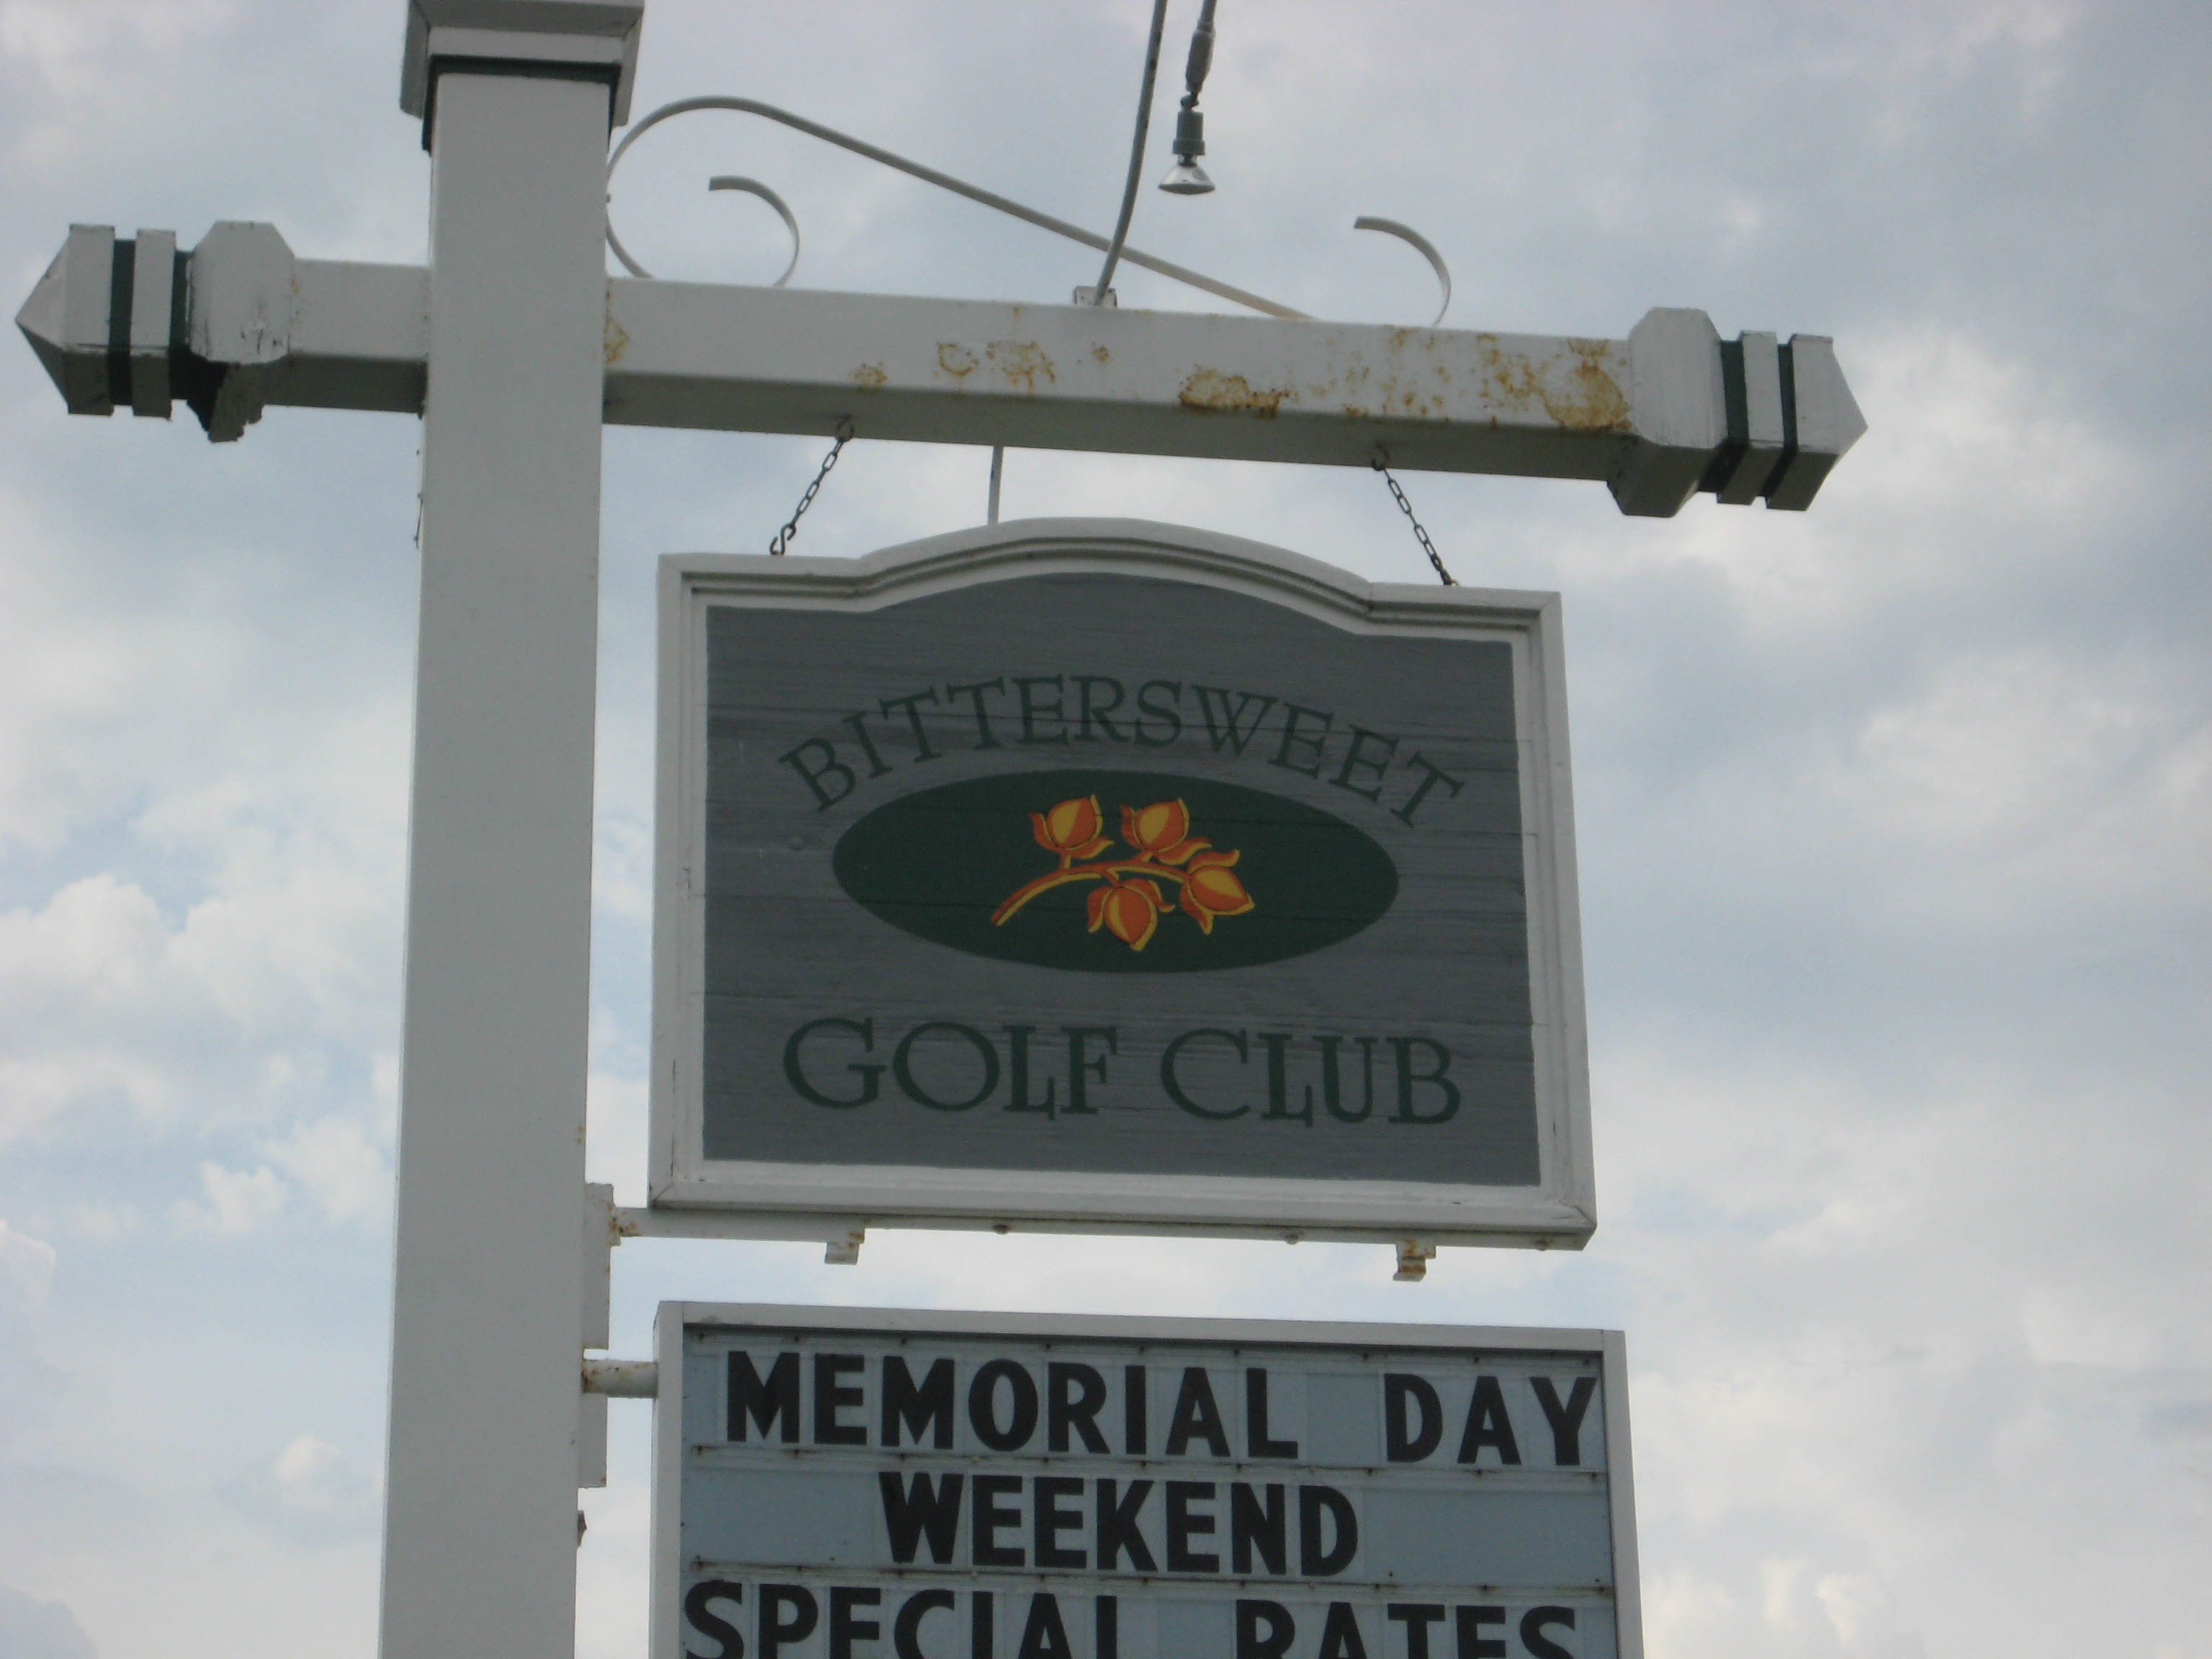 BITTERSWEET
GOLF CLUB
MEMORIAL DAY
WEEKEND
SPECIAL RATES